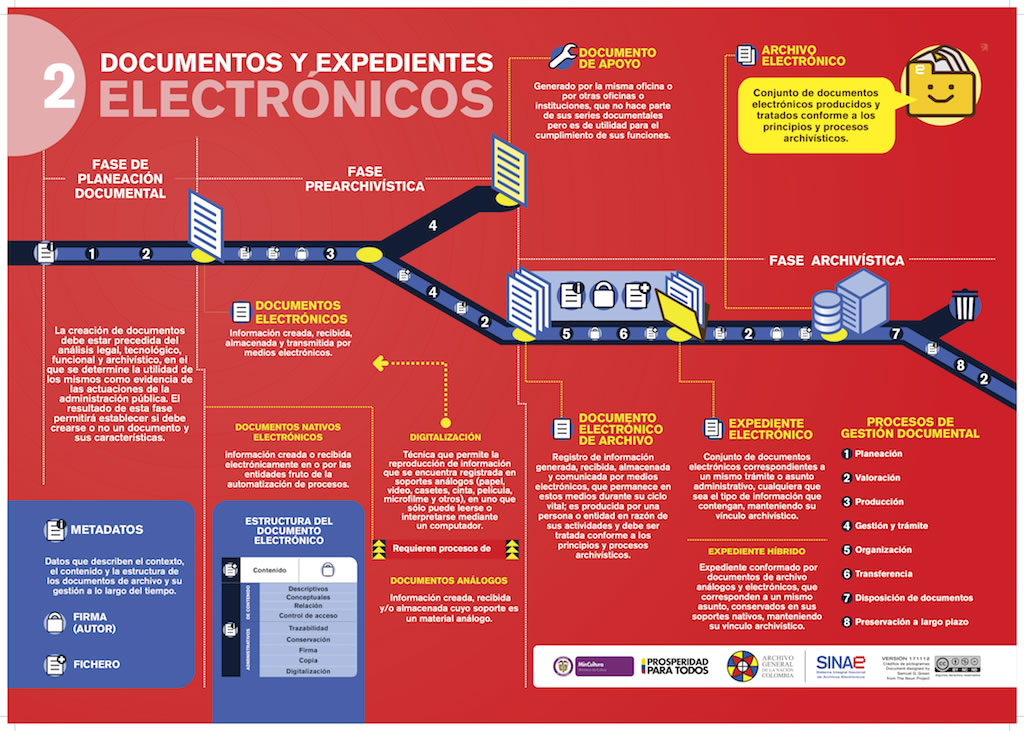 2
DOCUMENTOS Y EXPEDIENTES
ELECTRÓNICOS
DOCUMENTO
DE APOYO
Generado por la misma oficina o
por otras oficinas o
instituciones, que no hace parte
de sus series documentales
pero es de utilidad para el
cumplimiento de sus funciones.
ARCHIVO
ELECTRÓNICO
e
Conjunto de documentos
electrónicos producidos y
tratados conforme a los
principios y procesos
archivísticos.
FASE DE
PLANEACIÓN
DOCUMENTAL
FASE
PREARCHIVÍSTICA
FASE ARCHIVÍSTICA
1
2
3
4
4
2
5
6
2
7
8
2
La creación de documentos
debe estar precedida del
análisis legal, tecnológico,
funcional y archivístico, en el
que se determine la utilidad de
los mismos como evidencia de
las actuaciones de la
administración pública. El
resultado de esta fase
permitirá establecer si debe
crearse o no un documento y
sus características.
DOCUMENTOS
ELECTRÓNICOS
Información creada, recibida,
almacenada y transmitida por
medios electrónicos.
DOCUMENTOS NATIVOS
ELECTRÓNICOS
información creada o recibida
electrónicamente en o por las
entidades fruto de la
automatización de procesos.
DIGITALIZACIÓN
Técnica que permite la
reproducción de información
que se encuentra registrada en
soportes análogos (papel,
video, casetes, cinta, película,
microfilme y otros), en uno que
sólo puede leerse o
interpretarse mediante
un computador.
Requieren procesos de
DOCUMENTOS ANÁLOGOS
Información creada, recibida
y/o almacenada cuyo soporte es
un material análogo.
DOCUMENTO
ELECTRÓNICO
DE ARCHIVO
Registro de información
generada, recibida, almacenada
y comunicada por medios
electrónicos, que permanece en
estos medios durante su ciclo
vital; es producida por una
persona o entidad en razón de
sus actividades y debe ser
tratada conforme a los
principios y procesos
archivísticos.
EXPEDIENTE
ELECTRÓNICO
Conjunto de documentos
electrónicos correspondientes a
un mismo trámite o asunto
administrativo, cualquiera que
sea el tipo de información que
contengan, manteniendo su
vínculo archivístico.
EXPEDIENTE HÍBRIDO
Expediente conformado por
documentos de archivo
análogos y electrónicos, que
corresponden a un mismo
asunto, conservados en sus
soportes nativos, manteniendo
su vínculo archivístico.
PROCESOS DE
GESTIÓN DOCUMENTAL
1 Planeación
2 Valoración
3 Producción
4 Gestión y trámite
5 Organización
6 Transferencia
7 Disposición de documentos
8 Preservación a largo plazo
METADATOS
Datos que describen el contexto,
el contenido y la estructura de
los documentos de archivo y su
gestión a lo largo del tiempo.
FIRMA
(AUTOR)
FICHERO
ESTRUCTURA DEL
DOCUMENTO
ELECTRÓNICO
Contenido
DE CONTENIDO
Descriptivos
Conceptuales
Relación
Control de acceso
ADMINISTRATIVOS
Trazabilidad
Conservación
Firma
Copia
Digitalización
MinCultura
PROSPERIDAD
PARA TODOS
ARCHIVO
GENERAL
DE LA NACIÓN
COLOMBIA
SINAE
Sistema Integral Nacional
de Archivos Electrónicos
VERSIÓN 171112
Créditos de pictogramas
Document designed by
Samuel D. Green
from The Noun Project